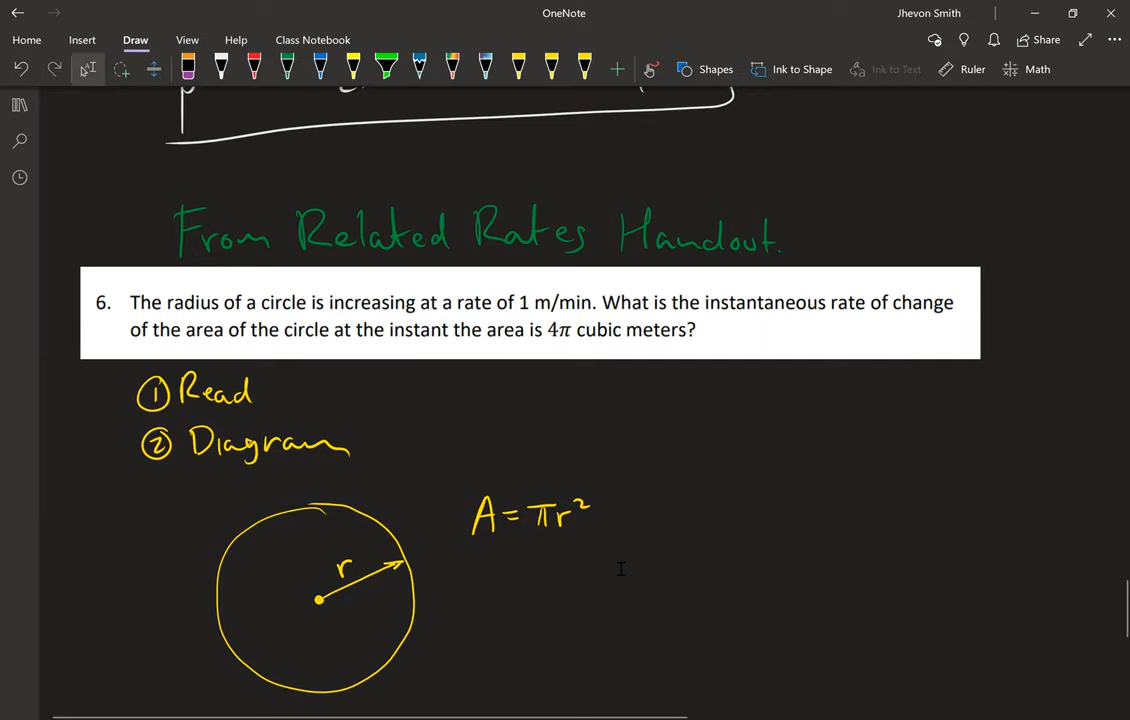 OneNote
Jhevon Smith
Home Insert Draw View Help Class Notebook
Share
Shapes Ink to Shape Ink to Text Ruler Math
From Related Rates Handout.
6. The radius of a circle is increasing at a rate of 1 m/min. What is the instantaneous rate of change
of the area of the circle at the instant the area is 4π cubic meters?
① Read
② Diagram
A = πr²
r